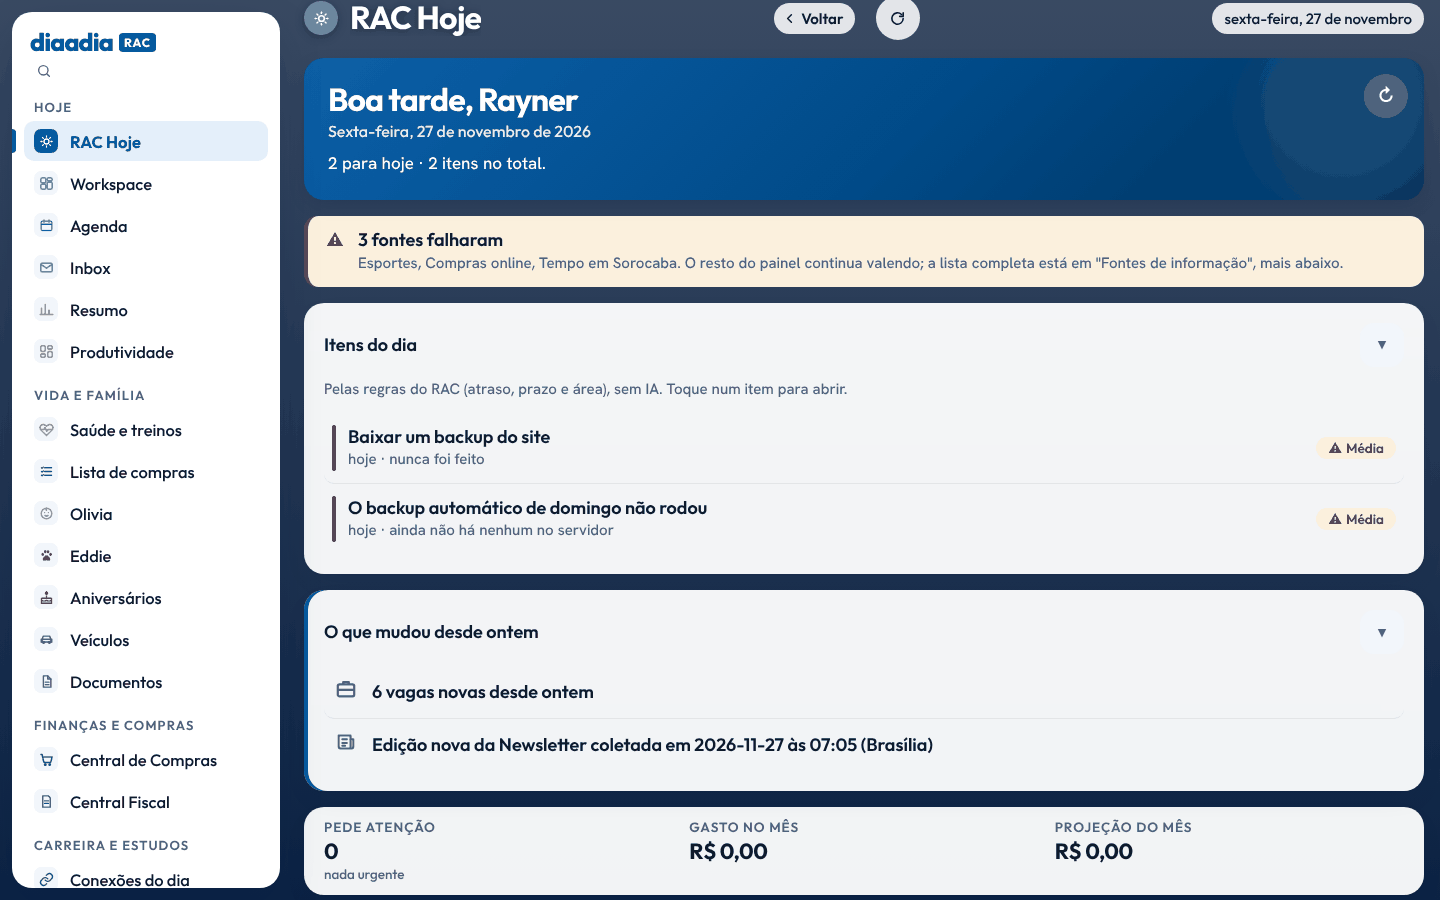 diaadia RAC
HOJE
RAC Hoje
Workspace
Agenda
Inbox
Resumo
Produtividade
VIDA E FAMÍLIA
Saúde e treinos
Lista de compras
Olivia
Eddie
Aniversários
Veículos
Documentos
FINANÇAS E COMPRAS
Central de Compras
Central Fiscal
CARREIRA E ESTUDOS
Conexões do dia
RAC Hoje
Voltar
sexta-feira, 27 de novembro
Boa tarde, Rayner
Sexta-feira, 27 de novembro de 2026
2 para hoje · 2 itens no total.
3 fontes falharam
Esportes, Compras online, Tempo em Sorocaba. O resto do painel continua valendo; a lista completa está em "Fontes de informação", mais abaixo.
Itens do dia
Pelas regras do RAC (atraso, prazo e área), sem IA. Toque num item para abrir.
Baixar um backup do site
hoje · nunca foi feito
Média
O backup automático de domingo não rodou
hoje · ainda não há nenhum no servidor
Média
O que mudou desde ontem
6 vagas novas desde ontem
Edição nova da Newsletter coletada em 2026-11-27 às 07:05 (Brasília)
PEDE ATENÇÃO
0
nada urgente
GASTO NO MÊS
R$ 0,00
PROJEÇÃO DO MÊS
R$ 0,00